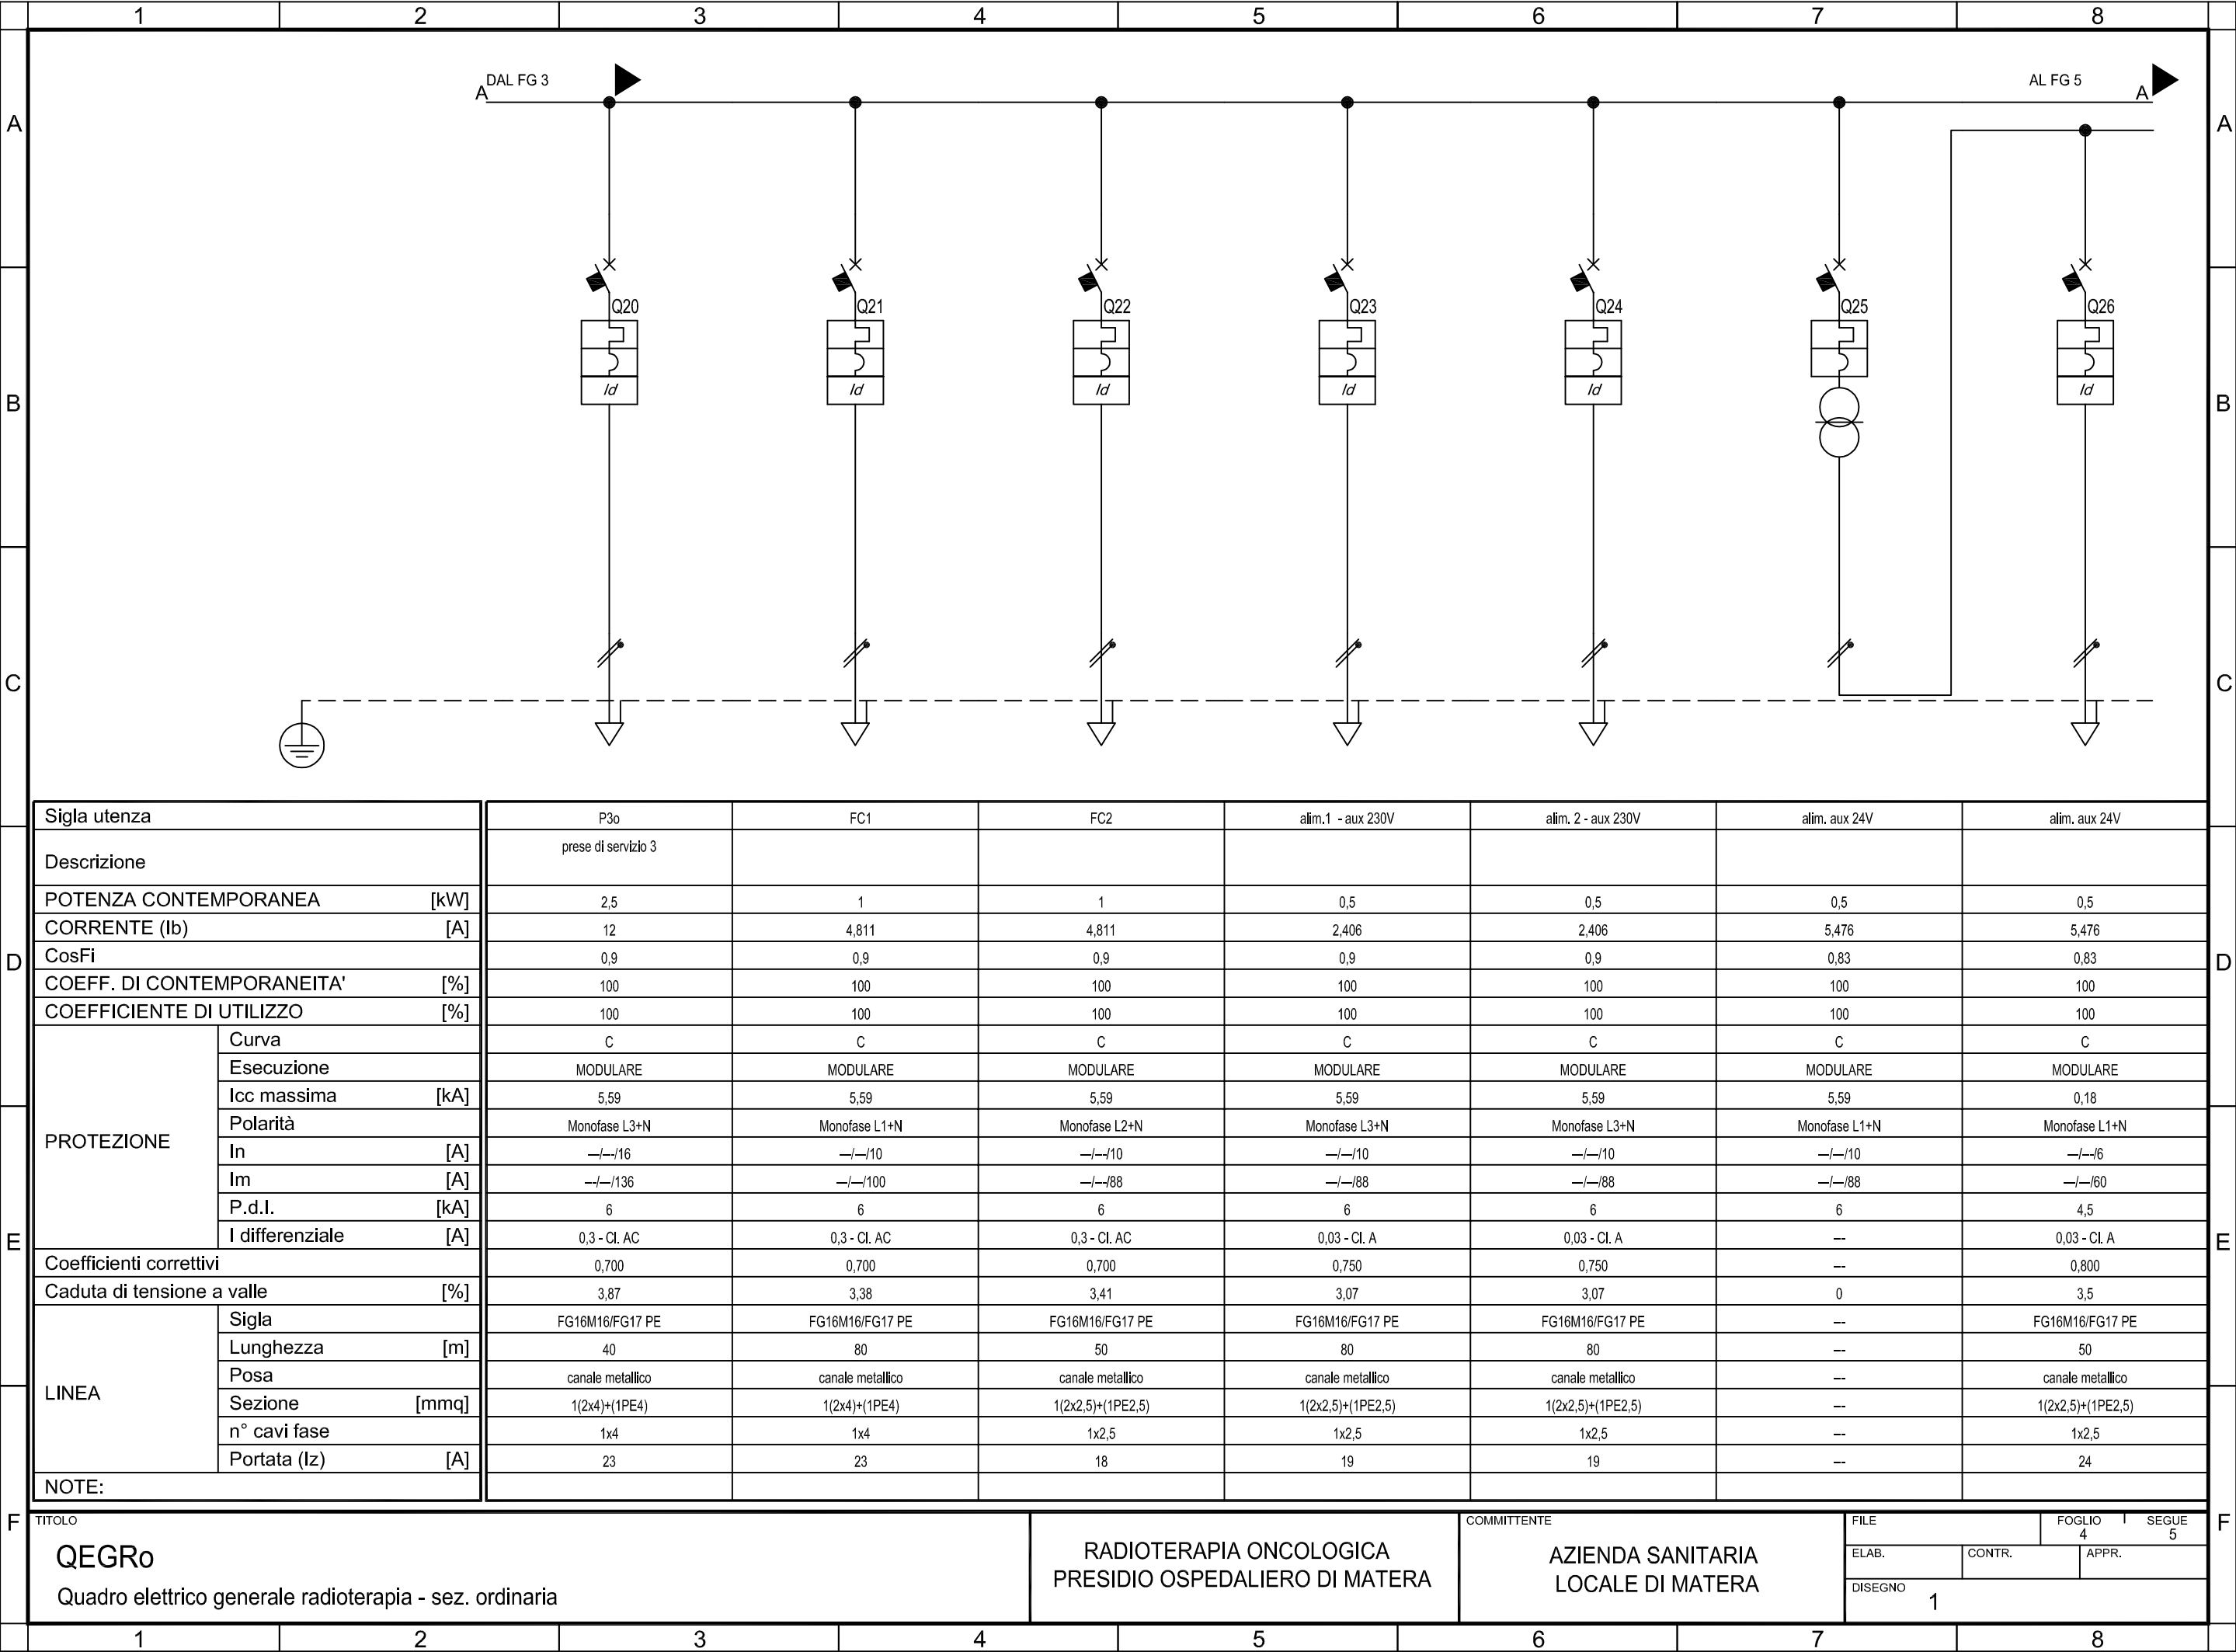 1 2 3 4 5 6 7 8
DAL FG 3
A
AL FG 5
A
A A
Q20 Q21 Q22 Q23 Q24 Q25 Q26
Id Id Id Id Id Id
B B
C C
Sigla utenza P3o FC1 FC2 alim.1 - aux 230V alim. 2 - aux 230V alim. aux 24V alim. aux 24V
Descrizione prese di servizio 3
POTENZA CONTEMPORANEA [kW] 2,5 1 1 0,5 0,5 0,5 0,5
CORRENTE (Ib) [A] 12 4,811 4,811 2,406 2,406 5,476 5,476
CosFi 0,9 0,9 0,9 0,9 0,9 0,83 0,83
D D
COEFF. DI CONTEMPORANEITA' [%] 100 100 100 100 100 100 100
COEFFICIENTE DI UTILIZZO [%] 100 100 100 100 100 100 100
PROTEZIONE
Curva C C C C C C C
Esecuzione MODULARE MODULARE MODULARE MODULARE MODULARE MODULARE MODULARE
Icc massima [kA] 5,59 5,59 5,59 5,59 5,59 5,59 0,18
Polarità Monofase L3+N Monofase L1+N Monofase L2+N Monofase L3+N Monofase L3+N Monofase L1+N Monofase L1+N
In [A] --/--/16 --/--/10 --/--/10 --/--/10 --/--/10 --/--/10 --/--/6
Im [A] --/--/136 --/--/100 --/--/88 --/--/88 --/--/88 --/--/88 --/--/60
P.d.I. [kA] 6 6 6 6 6 6 4,5
I differenziale [A] 0,3 - Cl. AC 0,3 - Cl. AC 0,3 - Cl. AC 0,03 - Cl. A 0,03 - Cl. A -- 0,03 - Cl. A
E E
Coefficienti correttivi 0,700 0,700 0,700 0,750 0,750 -- 0,800
Caduta di tensione a valle [%] 3,87 3,38 3,41 3,07 3,07 0 3,5
LINEA
Sigla FG16M16/FG17 PE FG16M16/FG17 PE FG16M16/FG17 PE FG16M16/FG17 PE FG16M16/FG17 PE -- FG16M16/FG17 PE
Lunghezza [m] 40 80 50 80 80 -- 50
Posa canale metallico canale metallico canale metallico canale metallico canale metallico -- canale metallico
Sezione [mmq] 1(2x4)+(1PE4) 1(2x4)+(1PE4) 1(2x2,5)+(1PE2,5) 1(2x2,5)+(1PE2,5) 1(2x2,5)+(1PE2,5) -- 1(2x2,5)+(1PE2,5)
n° cavi fase 1x4 1x4 1x2,5 1x2,5 1x2,5 -- 1x2,5
Portata (Iz) [A] 23 23 18 19 19 -- 24
NOTE:
F F
TITOLO
QEGRo
Quadro elettrico generale radioterapia - sez. ordinaria
RADIOTERAPIA ONCOLOGICA
PRESIDIO OSPEDALIERO DI MATERA
COMMITTENTE
AZIENDA SANITARIA
LOCALE DI MATERA
FILE
FOGLIO
4
SEGUE
5
ELAB. CONTR. APPR.
DISEGNO
1
1 2 3 4 5 6 7 8